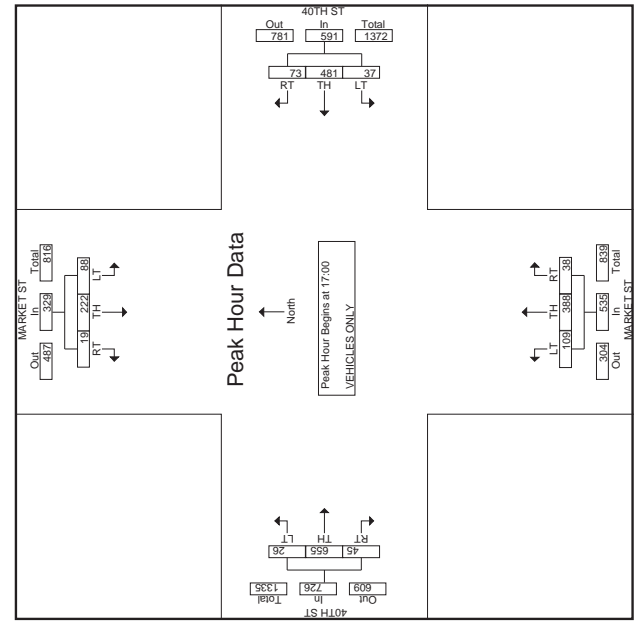 40TH ST
Out In Total
781 591 1372
73 481 37
RT TH LT
MARKET ST
Total In Out
816 329 487
88 222 19
LT TH RT
Peak Hour Data
North
Peak Hour Begins at 17:00
VEHICLES ONLY
RT TH LT
38 388 109
Total In Out
839 535 304
MARKET ST
LT TH RT
26 655 45
Total In Out
1335 726 609
40TH ST